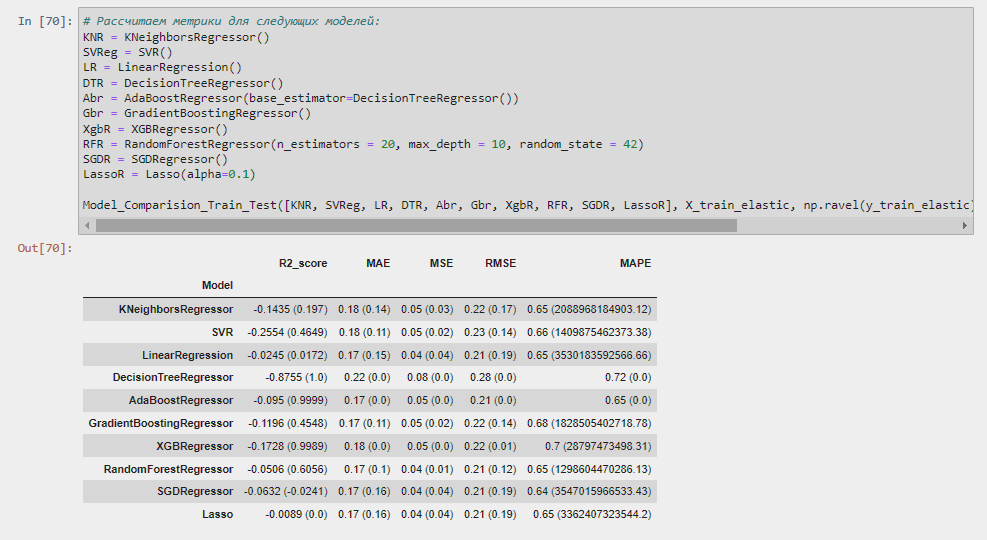 In [70]:
# Рассчитаем метрики для следующих моделей:
KNR = KNeighborsRegressor()
SVReg = SVR()
LR = LinearRegression()
DTR = DecisionTreeRegressor()
Abr = AdaBoostRegressor(base_estimator=DecisionTreeRegressor())
Gbr = GradientBoostingRegressor()
XgbR = XGBRegressor()
RFR = RandomForestRegressor(n_estimators = 20, max_depth = 10, random_state = 42)
SGDR = SGDRegressor()
LassoR = Lasso(alpha=0.1)
Model_Comparision_Train_Test([KNR, SVReg, LR, DTR, Abr, Gbr, XgbR, RFR, SGDR, LassoR], X_train_elastic, np.ravel(y_train_elastic)
Out[70]:
R2_score MAE MSE RMSE MAPE
Model
KNeighborsRegressor -0.1435 (0.197) 0.18 (0.14) 0.05 (0.03) 0.22 (0.17) 0.65 (2088968184903.12)
SVR -0.2554 (0.4649) 0.18 (0.11) 0.05 (0.02) 0.23 (0.14) 0.66 (1409875462373.38)
LinearRegression -0.0245 (0.0172) 0.17 (0.15) 0.04 (0.04) 0.21 (0.19) 0.65 (3530183592566.66)
DecisionTreeRegressor -0.8755 (1.0) 0.22 (0.0) 0.08 (0.0) 0.28 (0.0) 0.72 (0.0)
AdaBoostRegressor -0.095 (0.9999) 0.17 (0.0) 0.05 (0.0) 0.21 (0.0) 0.65 (0.0)
GradientBoostingRegressor -0.1196 (0.4548) 0.17 (0.11) 0.05 (0.02) 0.22 (0.14) 0.68 (1828505402718.78)
XGBRegressor -0.1728 (0.9989) 0.18 (0.0) 0.05 (0.0) 0.22 (0.01) 0.7 (28797473498.31)
RandomForestRegressor -0.0506 (0.6056) 0.17 (0.1) 0.04 (0.01) 0.21 (0.12) 0.65 (1298604470286.13)
SGDRegressor -0.0632 (-0.0241) 0.17 (0.16) 0.04 (0.04) 0.21 (0.19) 0.64 (3547015966533.43)
Lasso -0.0089 (0.0) 0.17 (0.16) 0.04 (0.04) 0.21 (0.19) 0.65 (3362407323544.2)